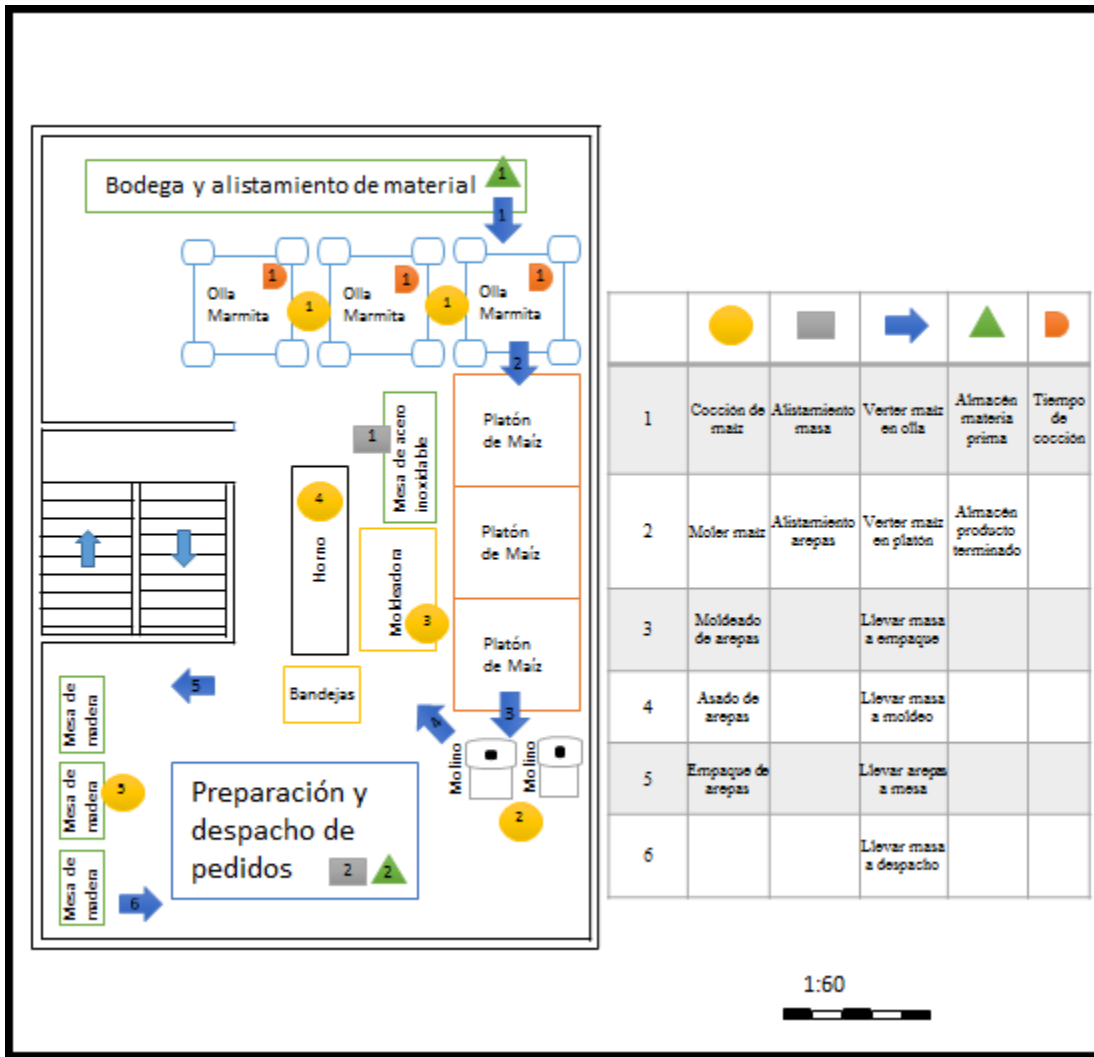 Bodega y alistamiento de material
1
1
1
1
1
Olla
Marmita
1
Olla
Marmita
1
Olla
Marmita
2
Platón
de Maíz
Mesa de acero
inoxidable
1
4
Horno
Platón
de Maíz
Moldeadora
3
Platón
de Maíz
Bandejas
5
4
3
Molino
Molino
2
Mesa de
madera
Mesa de
madera
5
Mesa de
madera
6
Preparación y
despacho de
pedidos
2
2
1
Cocción de
maiz
Alistamiento
masa
Verter maiz
en olla
Almacén
materia
prima
Tiempo
de
cocción
2
Moler maiz
Alistamiento
arepas
Verter maiz
en platón
Almacén
producto
terminado
3
Moldeado
de arepas
Llevar masa
a empaque
4
Asado de
arepas
Llevar masa
a moldeo
5
Empaque de
arepas
Llevar arepas
a mesa
6
Llevar masa
a despacho
1:60